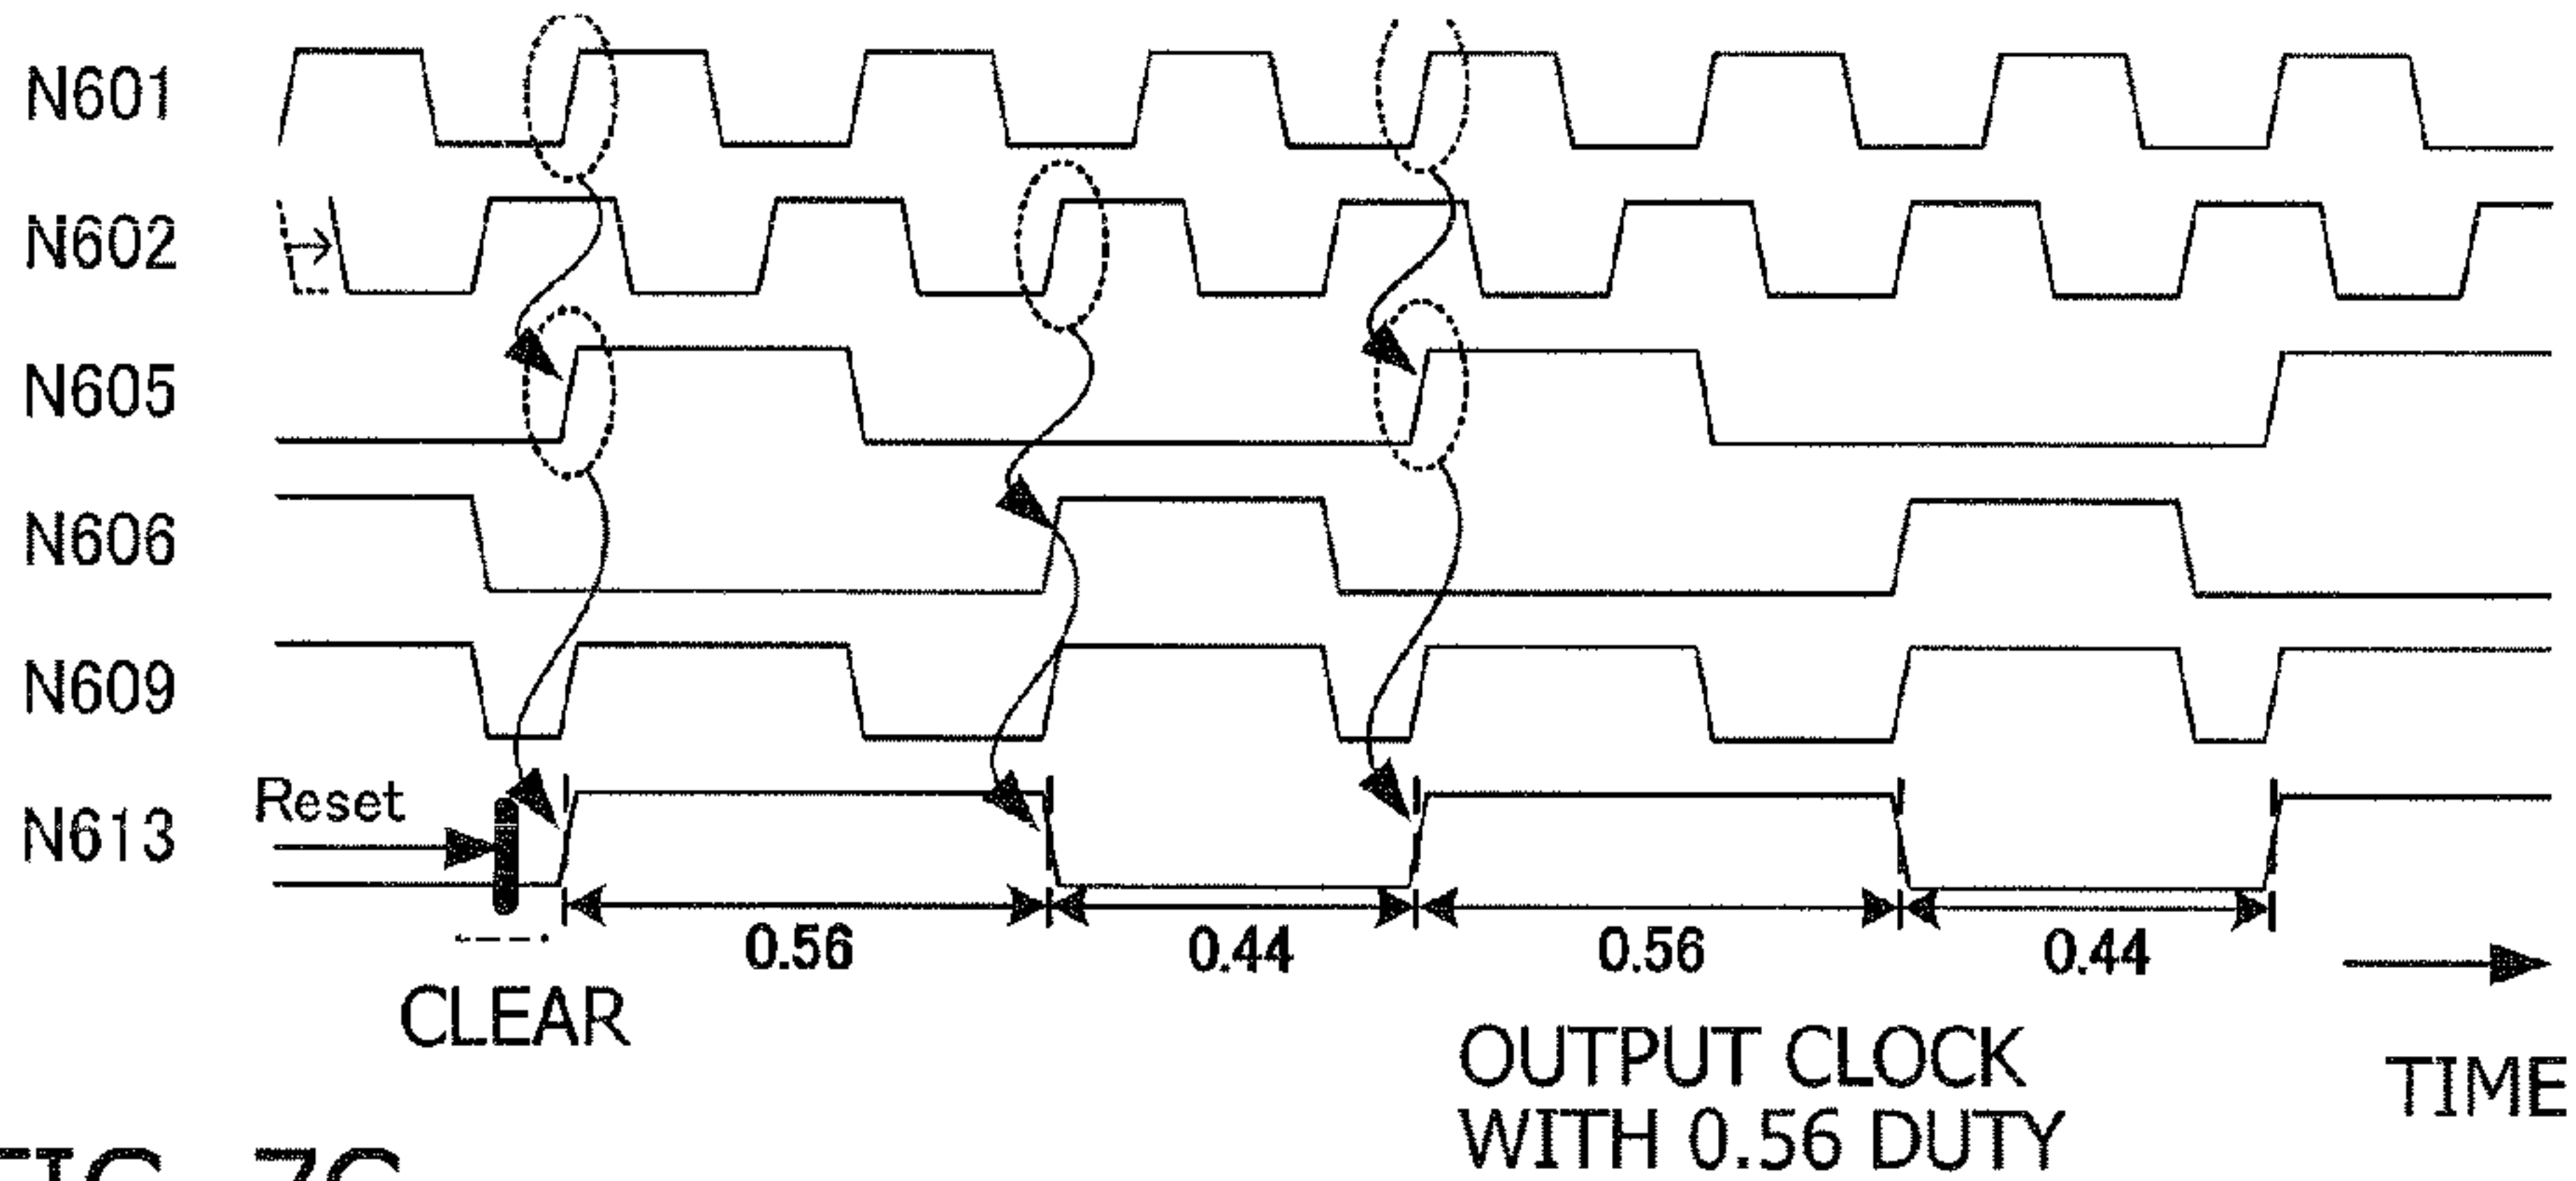 N601
N602
N605
N606
N609
N613
Reset
0.56
0.44
0.56
0.44
CLEAR
OUTPUT CLOCK
WITH 0.56 DUTY
TIME